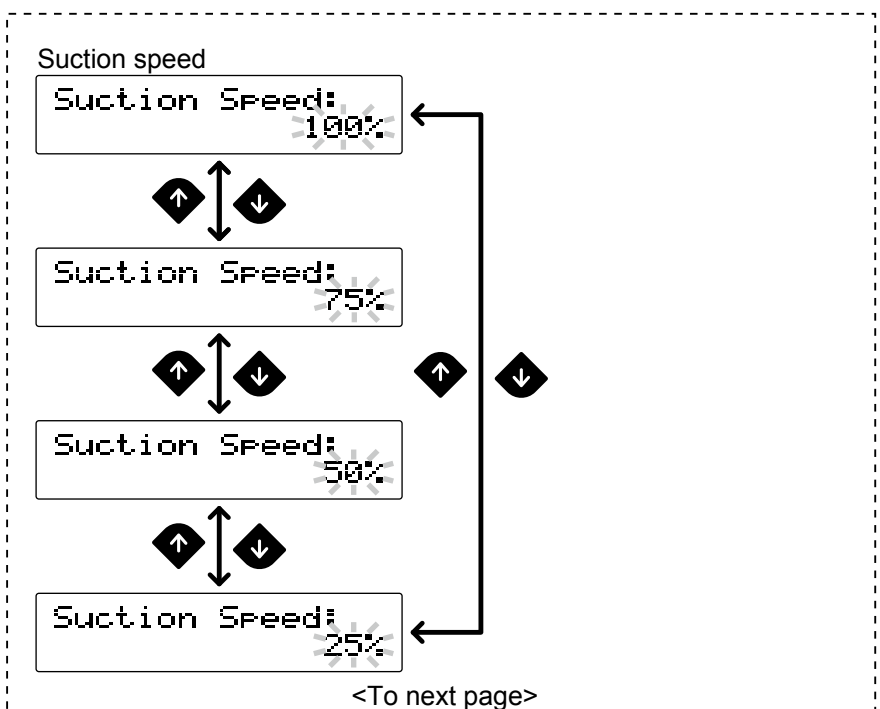 Suction speed
Suction Speed:
100%
Suction Speed:
75%
Suction Speed:
50%
Suction Speed:
25%
<To next page>